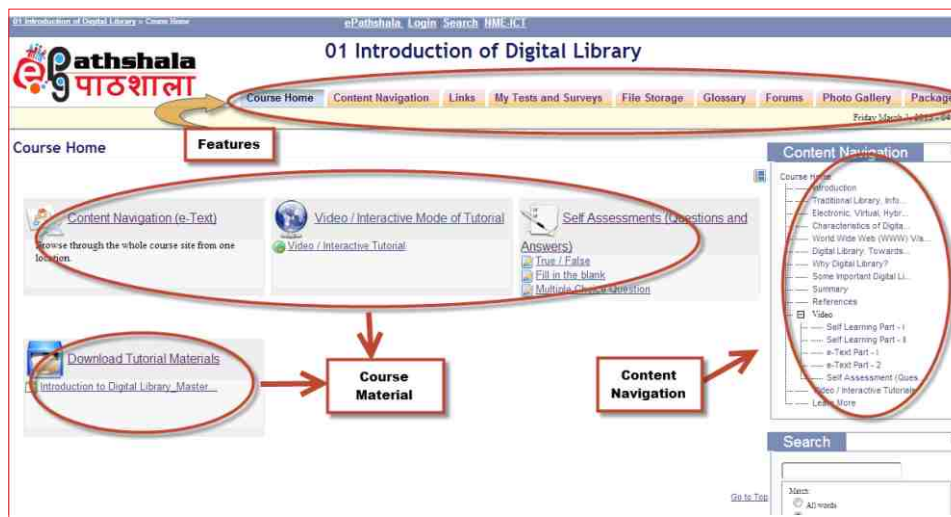 01 Introduction of Digital Library > Course Home
ePathshala Login Search NME-ICT
ePathshala
पाठशाला
01 Introduction of Digital Library
Course Home Content Navigation Links My Tests and Surveys File Storage Glossary Forums Photo Gallery Package
Friday March
Features
Course Home
Content Navigation (e-Text)
Browse through the whole course site from one
location.
Video / Interactive Mode of Tutorial
Video / Interactive Tutorial
Self Assessments (Questions and
Answers)
True / False
Fill in the blank
Multiple Choice Question
Download Tutorial Materials
Introduction to Digital Library_Master...
Course
Material
Content
Navigation
Content Navigation
Course Home
Introduction
Traditional Library, Info...
Electronic, Virtual, Hybr...
Characteristics of Digita...
World Wide Web (WWW) V/s...
Digital Library: Towards...
Why Digital Library?
Some Important Digital Li...
Summary
References
Video
Self Learning Part - I
Self Learning Part - II
e-Text Part - I
e-Text Part - 2
Self Assessment (Ques...
Video / Interactive Tutorials
Learn More
Search
Match:
All words
Go to Top